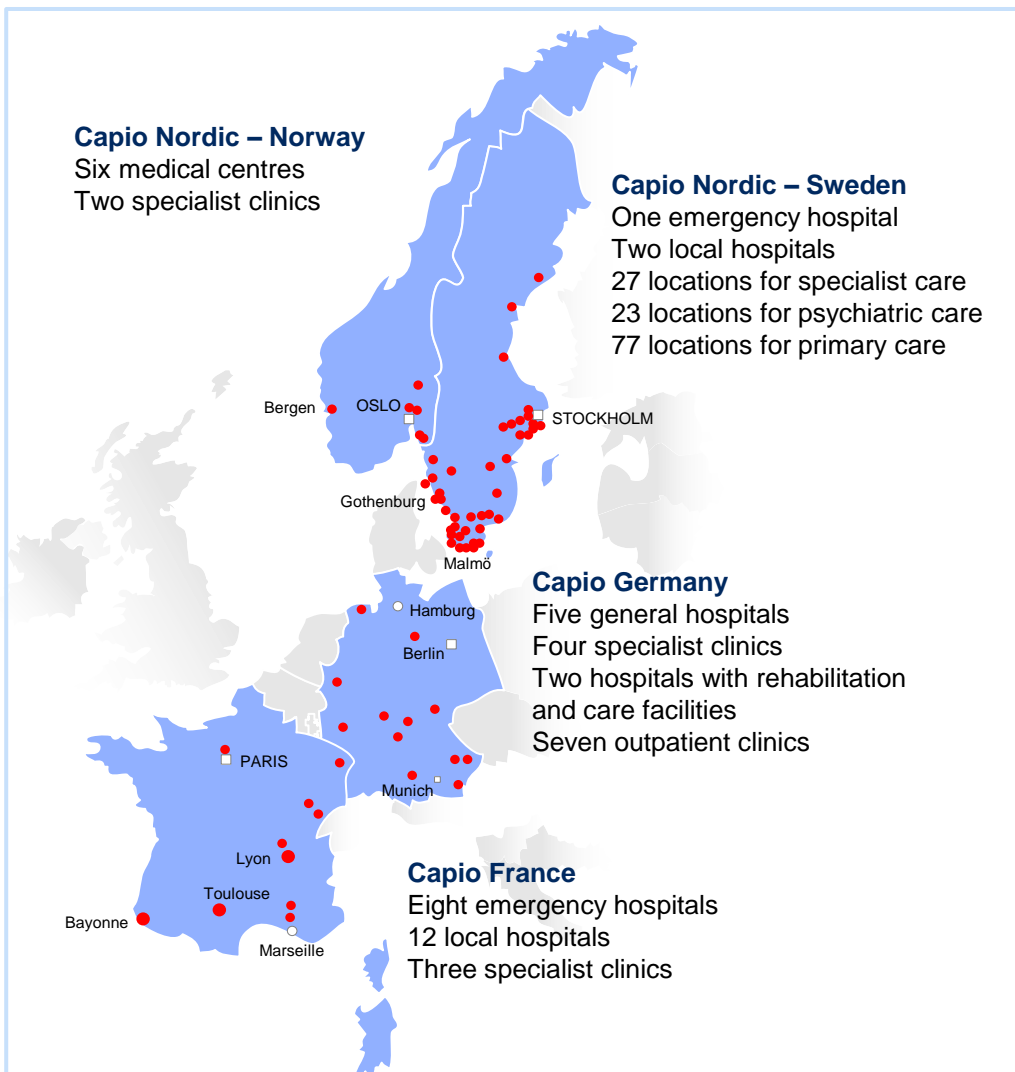 Capio Nordic – Norway
Six medical centres
Two specialist clinics
Capio Nordic – Sweden
One emergency hospital
Two local hospitals
27 locations for specialist care
23 locations for psychiatric care
77 locations for primary care
Bergen
OSLO
STOCKHOLM
Gothenburg
Malmö
Capio Germany
Five general hospitals
Four specialist clinics
Two hospitals with rehabilitation
and care facilities
Seven outpatient clinics
Hamburg
Berlin
PARIS
Munich
Lyon
Toulouse
Bayonne
Marseille
Capio France
Eight emergency hospitals
12 local hospitals
Three specialist clinics